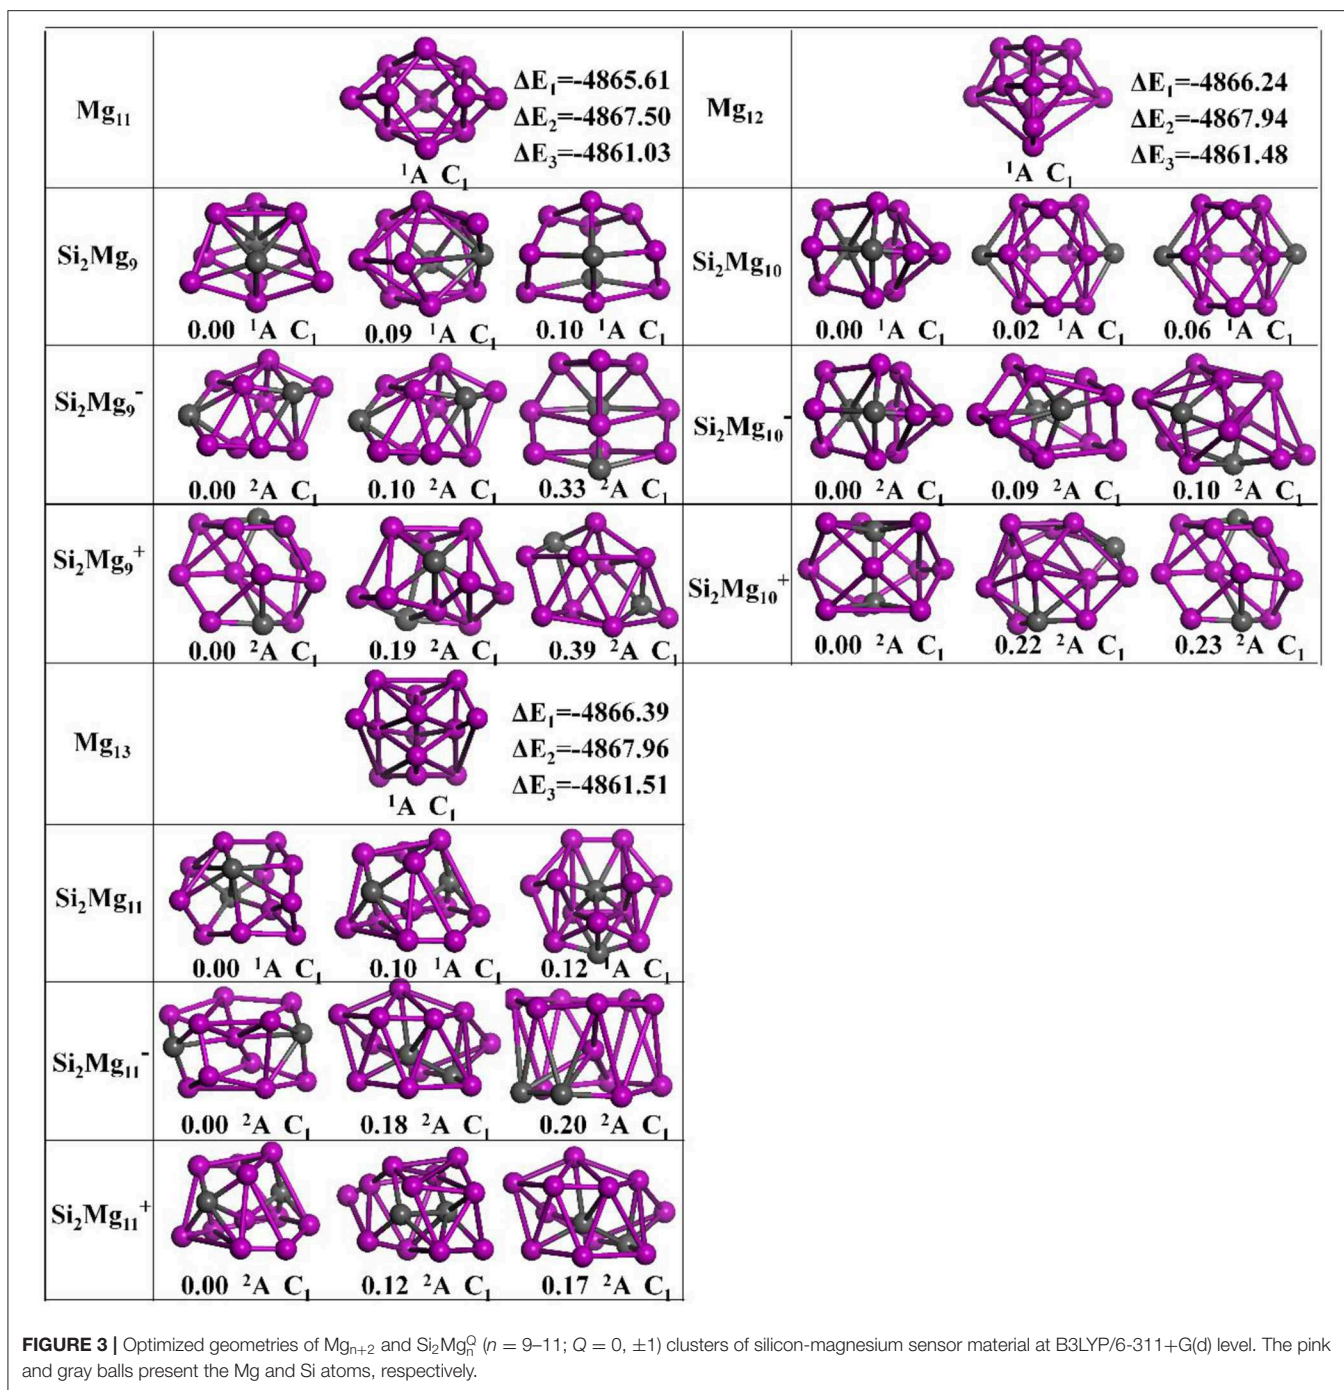 Mg₁₁
ΔE₁=-4865.61
ΔE₂=-4867.50
ΔE₃=-4861.03
¹A C₁
Mg₁₂
ΔE₁=-4866.24
ΔE₂=-4867.94
ΔE₃=-4861.48
¹A C₁
Si₂Mg₉
0.00 ¹A C₁ 0.09 ¹A C₁ 0.10 ¹A C₁
Si₂Mg₁₀
0.00 ¹A C₁ 0.02 ¹A C₁ 0.06 ¹A C₁
Si₂Mg₉⁻
0.00 ²A C₁ 0.10 ²A C₁ 0.33 ²A C₁
Si₂Mg₁₀⁻
0.00 ²A C₁ 0.09 ²A C₁ 0.10 ²A C₁
Si₂Mg₉⁺
0.00 ²A C₁ 0.19 ²A C₁ 0.39 ²A C₁
Si₂Mg₁₀⁺
0.00 ²A C₁ 0.22 ²A C₁ 0.23 ²A C₁
Mg₁₃
ΔE₁=-4866.39
ΔE₂=-4867.96
ΔE₃=-4861.51
¹A C₁
Si₂Mg₁₁
0.00 ¹A C₁ 0.10 ¹A C₁ 0.12 ¹A C₁
Si₂Mg₁₁⁻
0.00 ²A C₁ 0.18 ²A C₁ 0.20 ²A C₁
Si₂Mg₁₁⁺
0.00 ²A C₁ 0.12 ²A C₁ 0.17 ²A C₁
FIGURE 3 | Optimized geometries of Mgₙ₊₂ and Si₂Mgₙ^Q (n = 9–11; Q = 0, ±1) clusters of silicon-magnesium sensor material at B3LYP/6-311+G(d) level. The pink
and gray balls present the Mg and Si atoms, respectively.